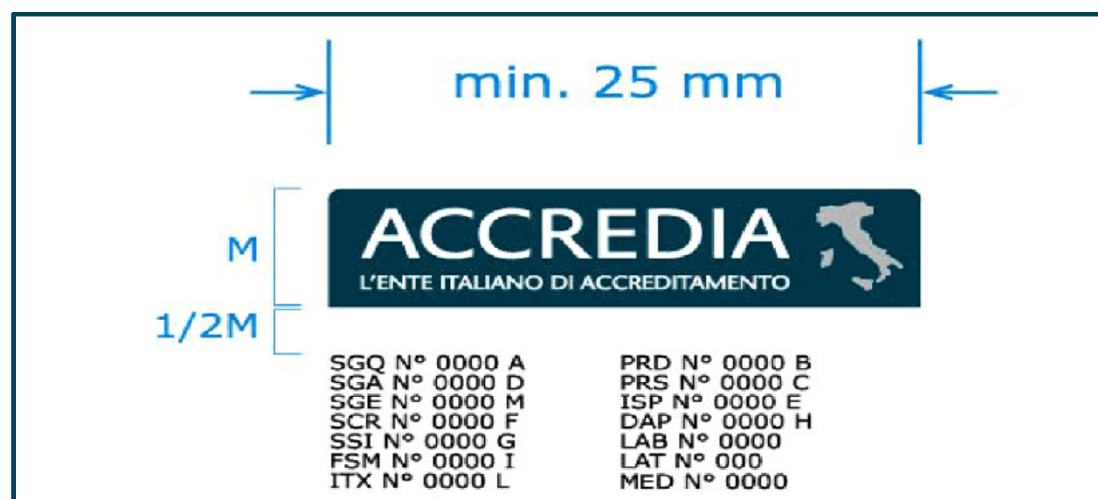 min. 25 mm
M
ACCREDIA
L'ENTE ITALIANO DI ACCREDITAMENTO
1/2M
SGQ N° 0000 A
SGA N° 0000 D
SGE N° 0000 M
SCR N° 0000 F
SSI N° 0000 G
FSM N° 0000 I
ITX N° 0000 L
PRD N° 0000 B
PRS N° 0000 C
ISP N° 0000 E
DAP N° 0000 H
LAB N° 0000
LAT N° 000
MED N° 0000